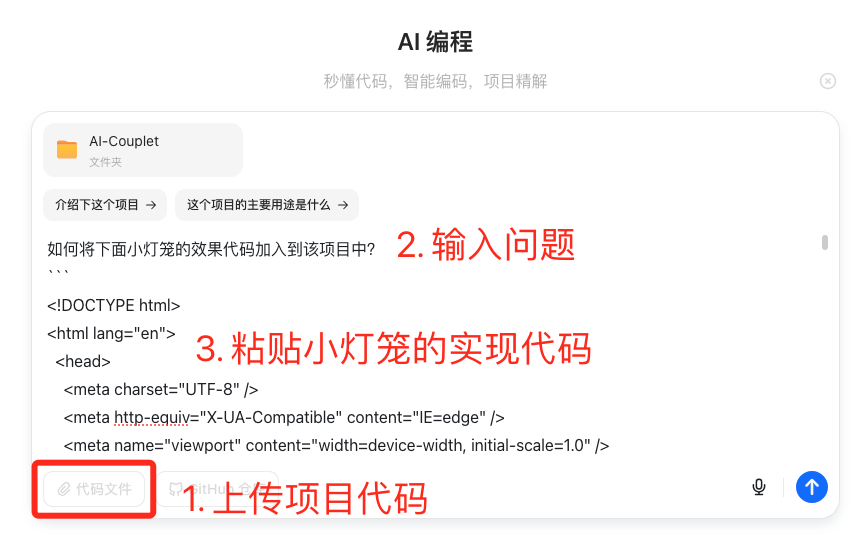 AI 编程
秒懂代码，智能编码，项目精解
AI-Couplet
文件夹
介绍下这个项目 →
这个项目的主要用途是什么 →
如何将下面小灯笼的效果代码加入到该项目中?
2. 输入问题
```
<!DOCTYPE html>
<html lang="en">
3. 粘贴小灯笼的实现代码
<head>
<meta charset="UTF-8" />
<meta http-equiv="X-UA-Compatible" content="IE=edge" />
<meta name="viewport" content="width=device-width, initial-scale=1.0" />
代码文件
GitHub 仓
1. 上传项目代码